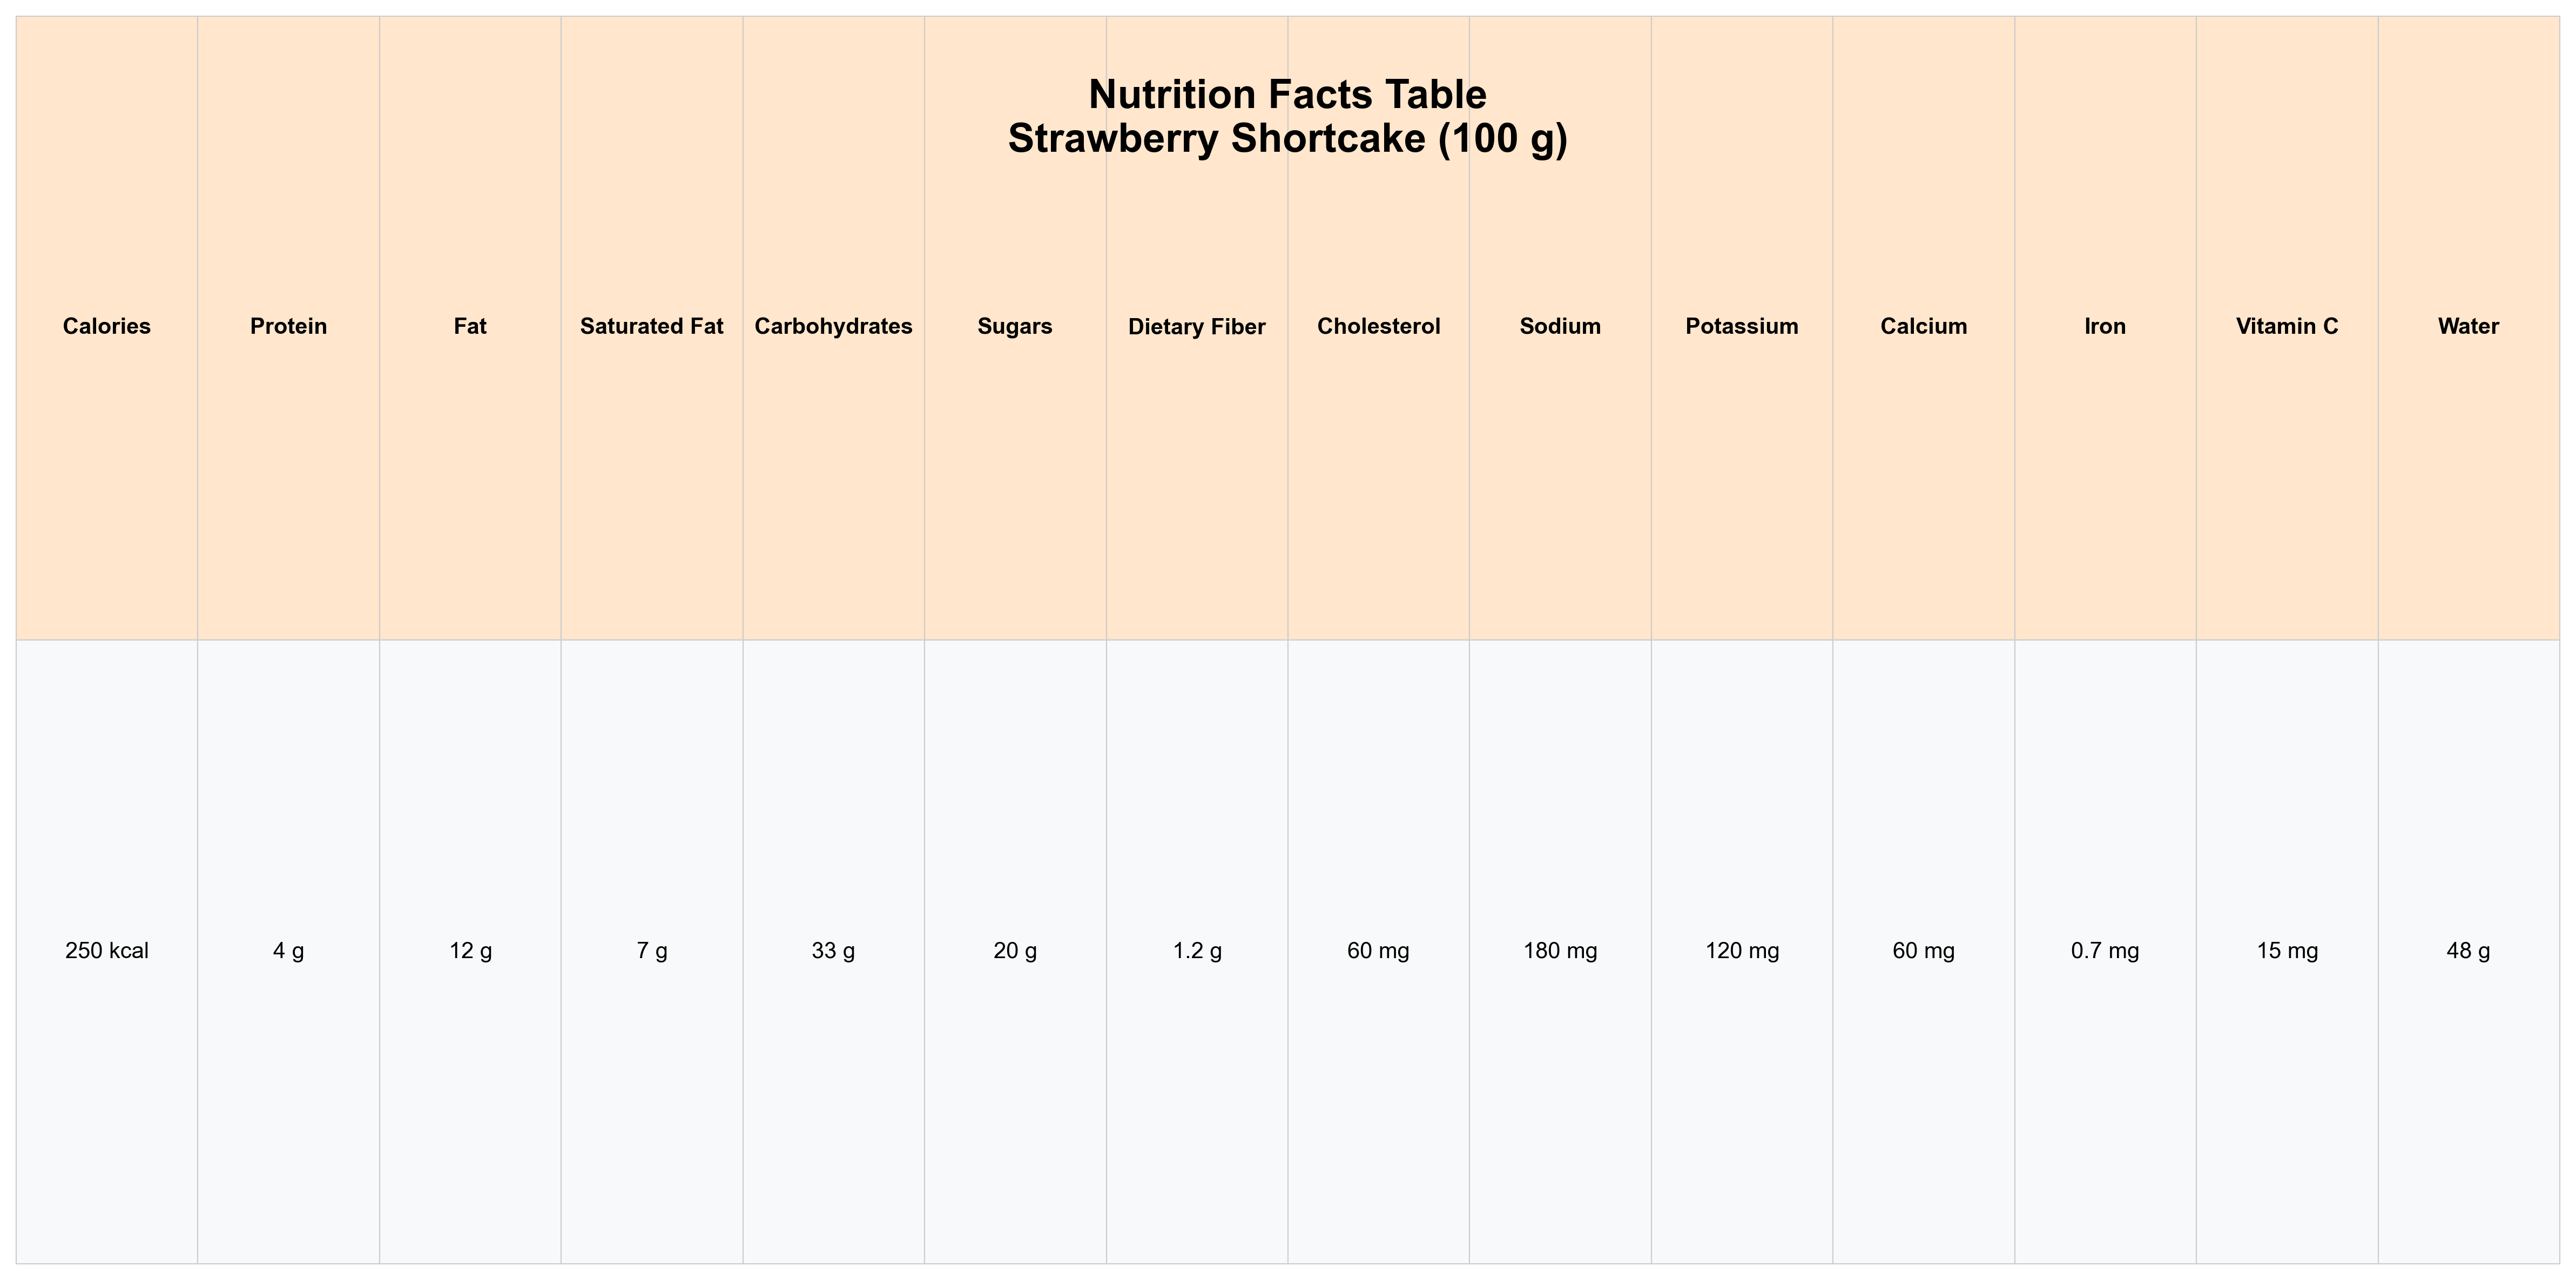 Nutrition Facts Table
Strawberry Shortcake (100 g)
Calories Protein Fat Saturated Fat Carbohydrates Sugars Dietary Fiber Cholesterol Sodium Potassium Calcium Iron Vitamin C Water
250 kcal 4 g 12 g 7 g 33 g 20 g 1.2 g 60 mg 180 mg 120 mg 60 mg 0.7 mg 15 mg 48 g